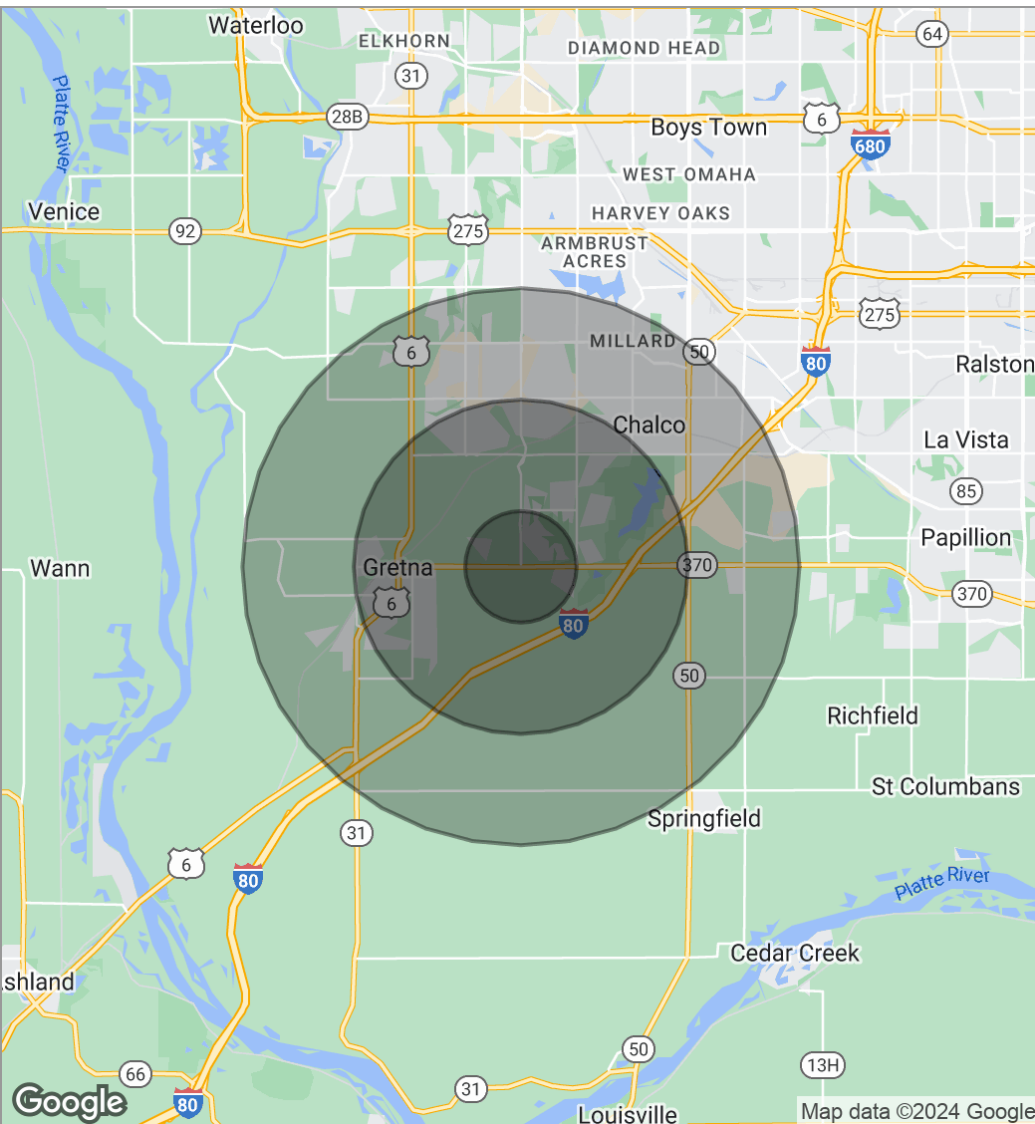 Waterloo
ELKHORN
DIAMOND HEAD
64
31
28B
Boys Town
6
680
Platte River
WEST OMAHA
Venice
HARVEY OAKS
92
275
ARMBRUST
ACRES
275
MILLARD
50
6
80
Ralston
Chalco
La Vista
85
Papillion
Wann
Gretna
370
6
370
80
50
Richfield
St Columbans
Springfield
31
6
80
Platte River
Cedar Creek
shland
50
13H
66
31
80
Google
Louisville
Map data ©2024 Google